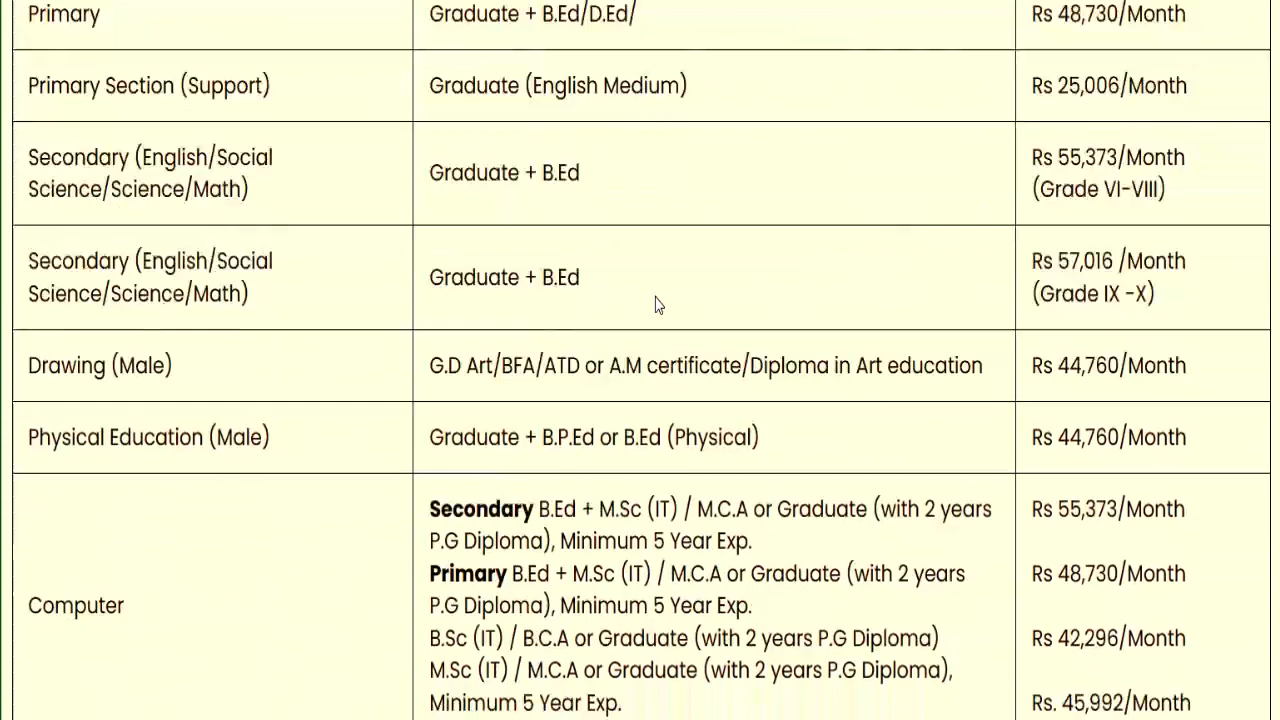 Primary
Graduate + B.Ed/D.Ed/
Rs 48,730/Month
Primary Section (Support)
Graduate (English Medium)
Rs 25,006/Month
Secondary (English/Social
Science/Science/Math)
Graduate + B.Ed
Rs 55,373/Month
(Grade VI-VIII)
Secondary (English/Social
Science/Science/Math)
Graduate + B.Ed
Rs 57,016 /Month
(Grade IX -X)
Drawing (Male)
G.D Art/BFA/ATD or A.M certificate/Diploma in Art education
Rs 44,760/Month
Physical Education (Male)
Graduate + B.P.Ed or B.Ed (Physical)
Rs 44,760/Month
Computer
Secondary B.Ed + M.Sc (IT) / M.C.A or Graduate (with 2 years
P.G Diploma), Minimum 5 Year Exp.
Primary B.Ed + M.Sc (IT) / M.C.A or Graduate (with 2 years
P.G Diploma), Minimum 5 Year Exp.
B.Sc (IT) / B.C.A or Graduate (with 2 years P.G Diploma)
M.Sc (IT) / M.C.A or Graduate (with 2 years P.G Diploma),
Minimum 5 Year Exp.
Rs 55,373/Month
Rs 48,730/Month
Rs 42,296/Month
Rs. 45,992/Month